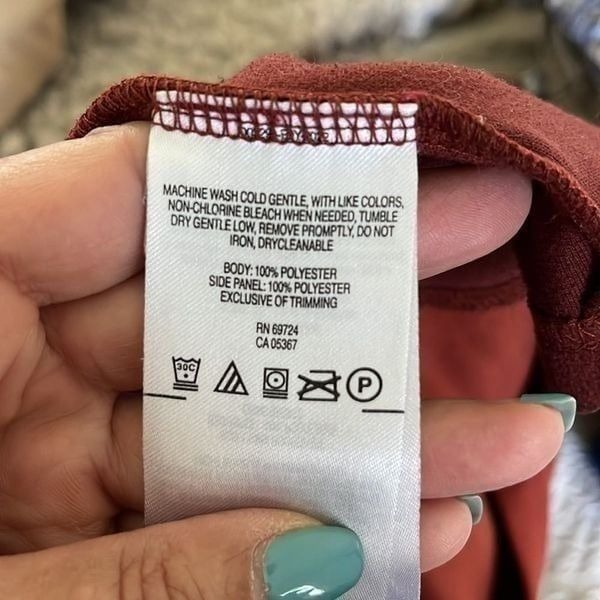 MACHINE WASH COLD GENTLE, WITH LIKE COLORS,
NON-CHLORINE BLEACH WHEN NEEDED, TUMBLE
DRY GENTLE LOW, REMOVE PROMPTLY, DO NOT
IRON, DRYCLEANABLE
BODY: 100% POLYESTER
SIDE PANEL: 100% POLYESTER
EXCLUSIVE OF TRIMMING
RN 69724
CA 05367
30C P